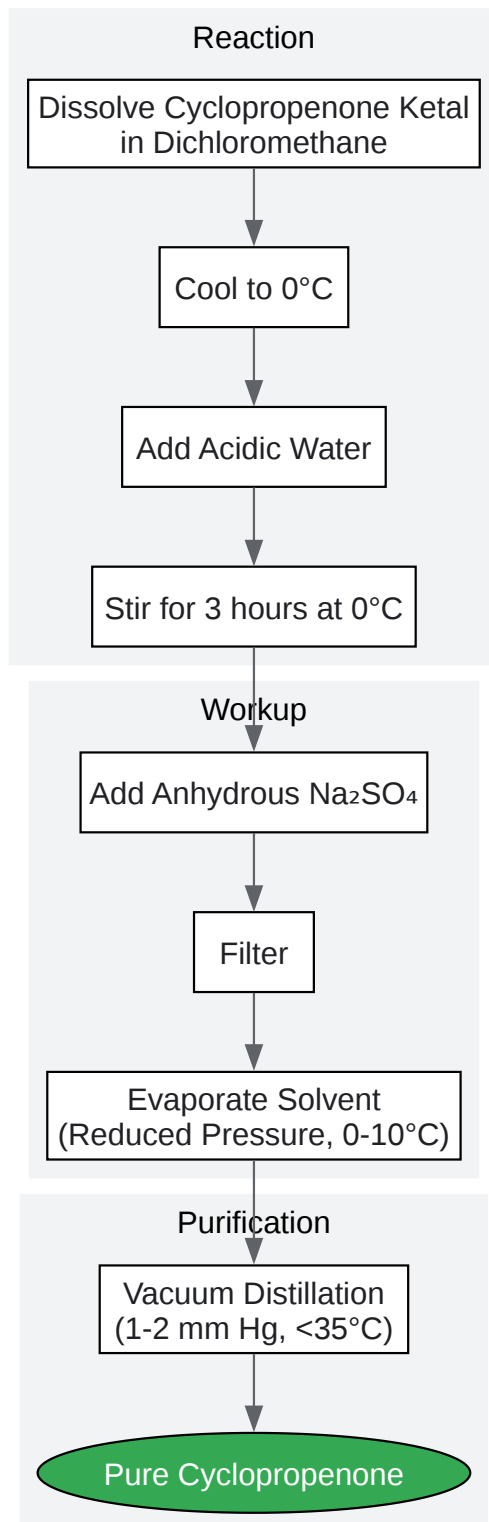 Reaction
Dissolve Cyclopropenone Ketal
in Dichloromethane
Cool to 0°C
Add Acidic Water
Stir for 3 hours at 0°C
Workup
Add Anhydrous Na₂SO₄
Filter
Evaporate Solvent
(Reduced Pressure, 0-10°C)
Purification
Vacuum Distillation
(1-2 mm Hg, <35°C)
Pure Cyclopropenone